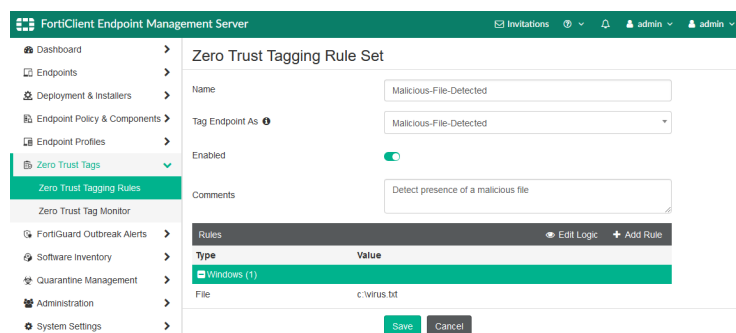 FortiClient Endpoint Management Server
Invitations
admin
admin
Dashboard
Endpoints
Deployment & Installers
Endpoint Policy & Components
Endpoint Profiles
Zero Trust Tags
Zero Trust Tagging Rules
Zero Trust Tag Monitor
FortiGuard Outbreak Alerts
Software Inventory
Quarantine Management
Administration
System Settings
Zero Trust Tagging Rule Set
Name
Malicious-File-Detected
Tag Endpoint As
Malicious-File-Detected
Enabled
Comments
Detect presence of a malicious file
Rules
Edit Logic
+ Add Rule
Type Value
Windows (1)
File c:\virus.txt
Save Cancel